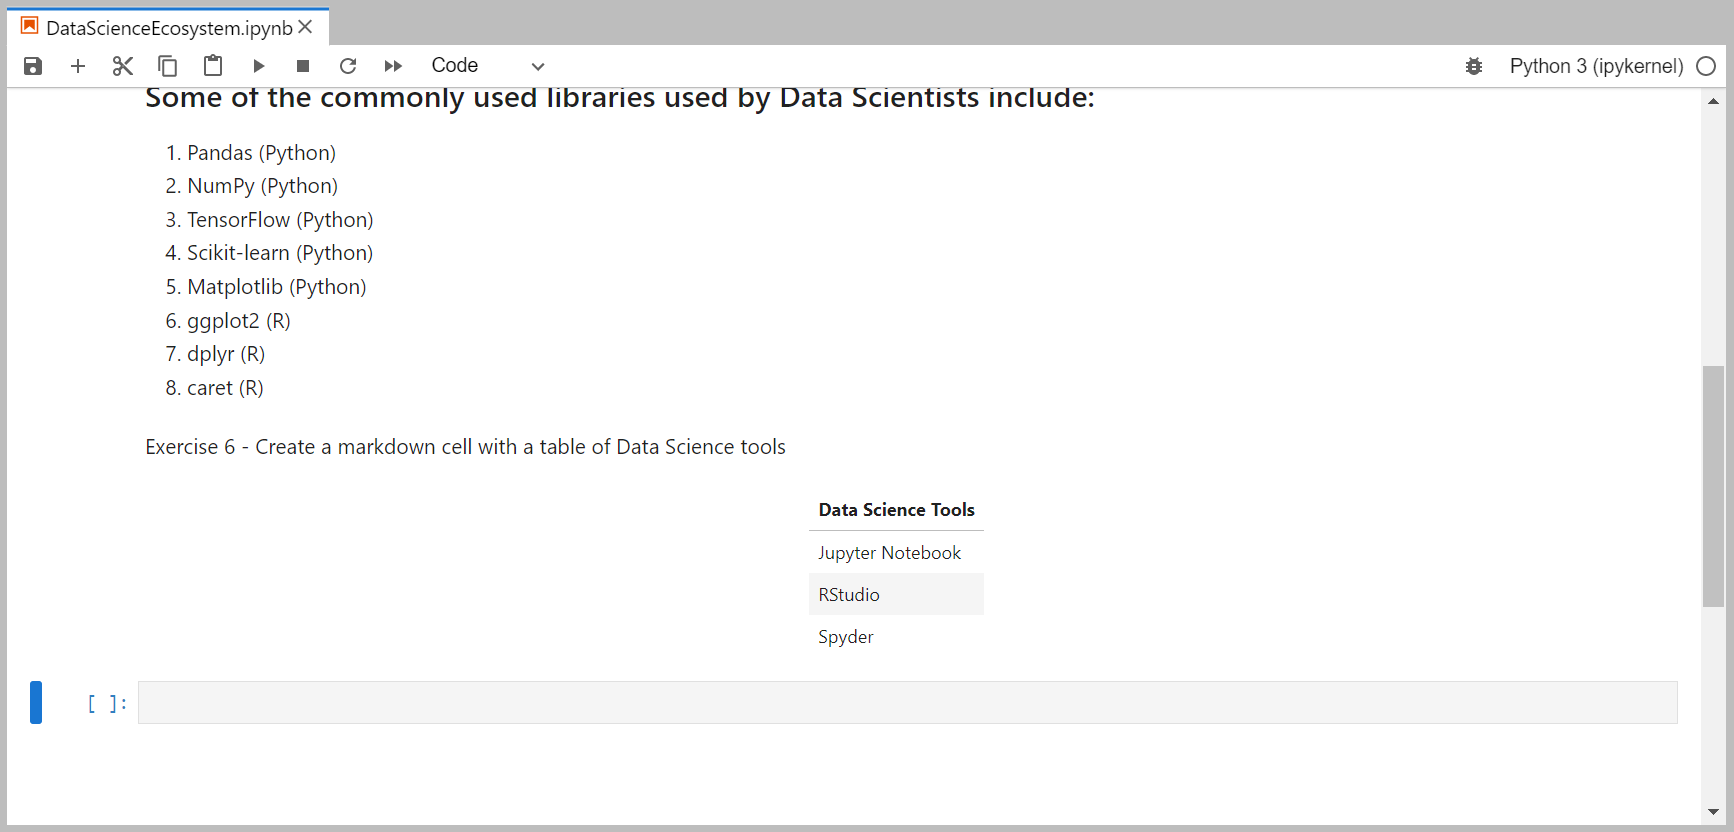 DataScienceEcosystem.ipynb
Code
Python 3 (ipykernel)
Some of the commonly used libraries used by Data Scientists include:
1. Pandas (Python)
2. NumPy (Python)
3. TensorFlow (Python)
4. Scikit-learn (Python)
5. Matplotlib (Python)
6. ggplot2 (R)
7. dplyr (R)
8. caret (R)
Exercise 6 - Create a markdown cell with a table of Data Science tools
Data Science Tools
Jupyter Notebook
RStudio
Spyder
[ ]: